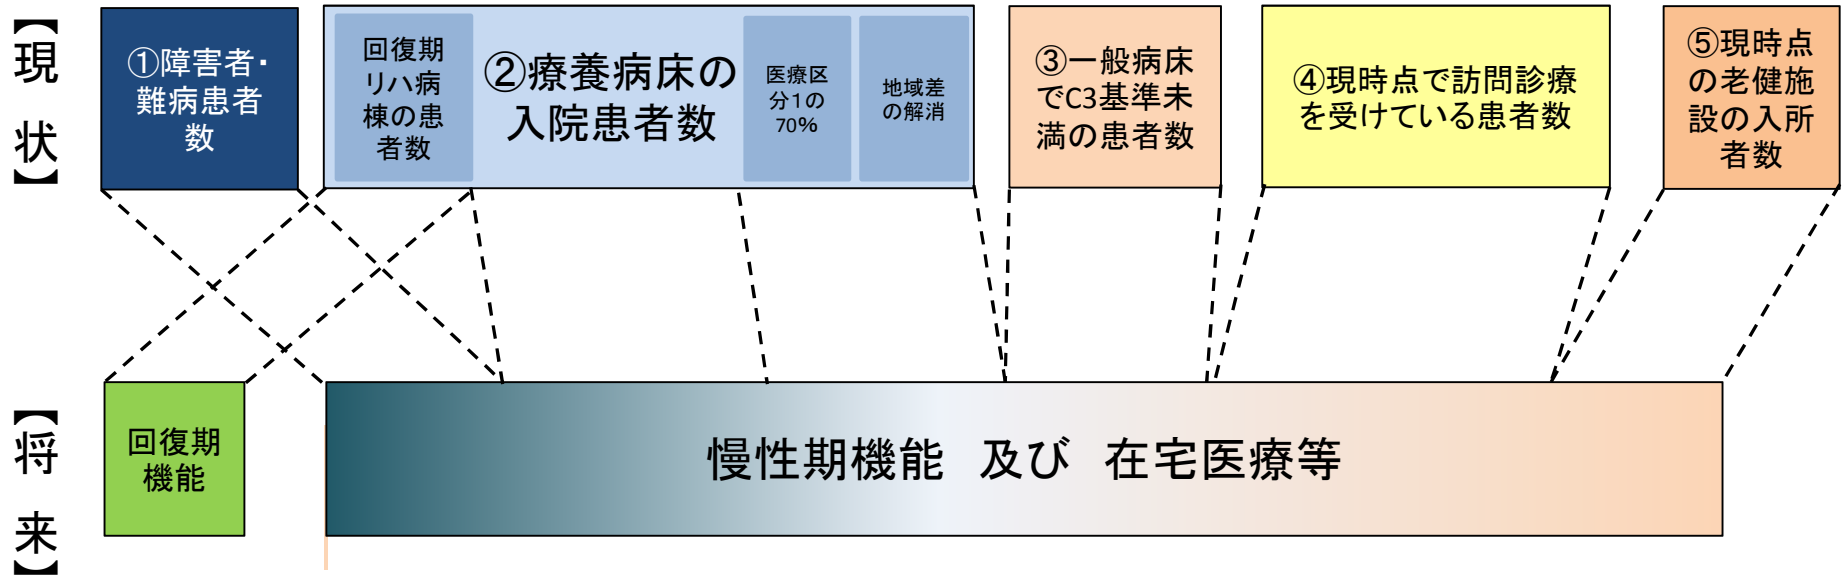 【現状】
①障害者・
難病患者
数
回復期
リハ病
棟の患
者数
②療養病床の
入院患者数
医療区
分1の
70%
地域差
の解消
③一般病床
でC3基準未
満の患者数
④現時点で訪問診療
を受けている患者数
⑤現時点
の老健施
設の入所
者数
【将来】
回復期
機能
慢性期機能 及び 在宅医療等